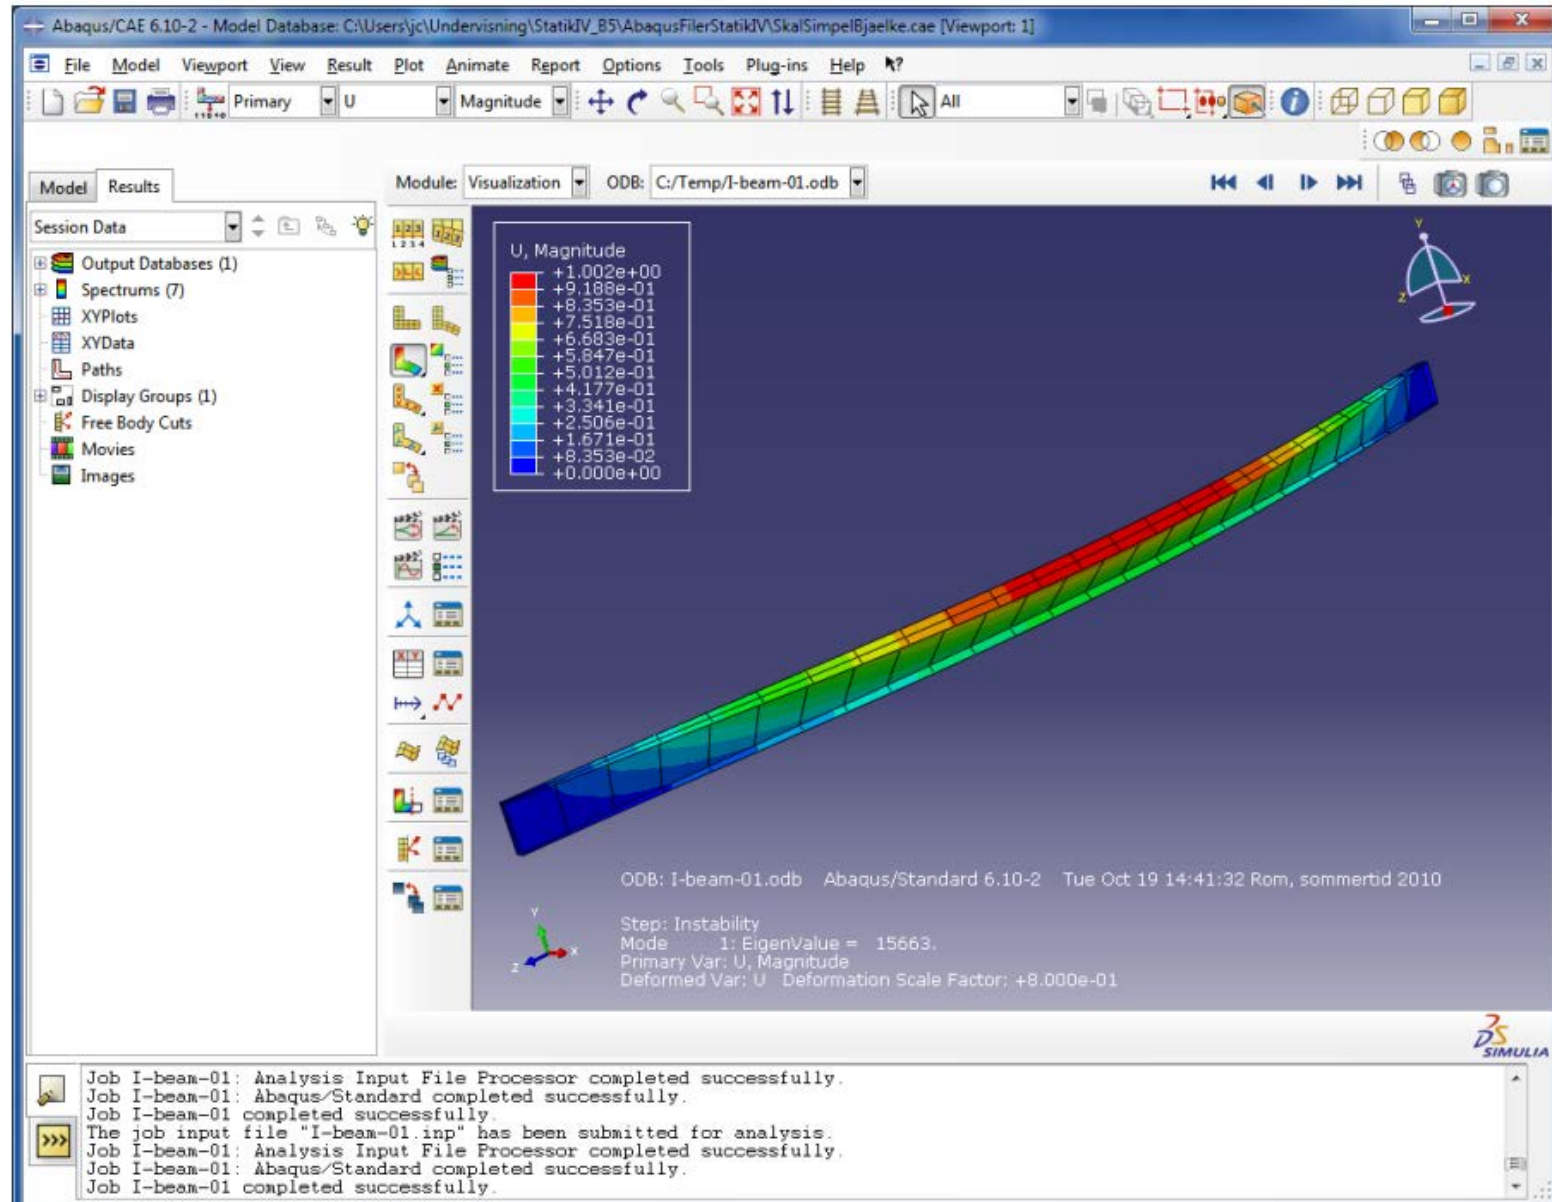 Abaqus/CAE 6.10-2 - Model Database: C:\Users\jc\Undervisning\StatikIV_B5\AbaqusFilerStatikIV\SkalSimpelBjaelke.cae [Viewport: 1]
File Model Viewport View Result Plot Animate Report Options Tools Plug-ins Help
Primary U Magnitude All
Model Results
Module: Visualization ODB: C:/Temp/I-beam-01.odb
Session Data
Output Databases (1)
Spectrums (7)
XYPlots
XYData
Paths
Display Groups (1)
Free Body Cuts
Movies
Images
U, Magnitude
+1.002e+00
+9.188e-01
+8.353e-01
+7.518e-01
+6.683e-01
+5.847e-01
+5.012e-01
+4.177e-01
+3.341e-01
+2.506e-01
+1.671e-01
+8.353e-02
+0.000e+00
Y
X
Z
ODB: I-beam-01.odb Abaqus/Standard 6.10-2 Tue Oct 19 14:41:32 Rom, sommertid 2010
Y
X
Z
Step: Instability
Mode 1: EigenValue = 15663.
Primary Var: U, Magnitude
Deformed Var: U Deformation Scale Factor: +8.000e-01
DS SIMULIA
Job I-beam-01: Analysis Input File Processor completed successfully.
Job I-beam-01: Abaqus/Standard completed successfully.
Job I-beam-01 completed successfully.
The job input file "I-beam-01.inp" has been submitted for analysis.
Job I-beam-01: Analysis Input File Processor completed successfully.
Job I-beam-01: Abaqus/Standard completed successfully.
Job I-beam-01 completed successfully.